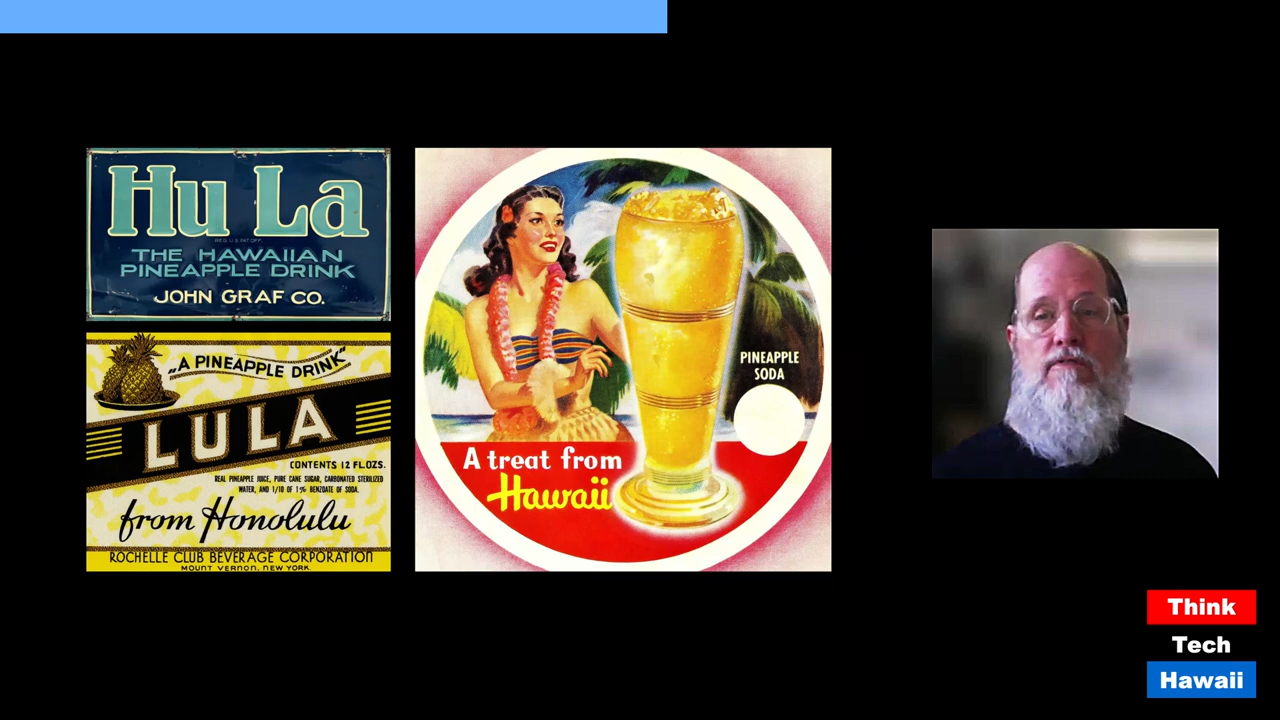 Hu La
REG. U.S. PAT. OFF.
THE HAWAIIAN
PINEAPPLE DRINK
JOHN GRAF CO.
„A PINEAPPLE DRINK"
LULA
CONTENTS 12 FL.OZS.
REAL PINEAPPLE JUICE, PURE CANE SUGAR, CARBONATED STERILIZED
WATER, AND 1/10 OF 1% BENZOATE OF SODA.
from Honolulu
ROCHELLE CLUB BEVERAGE CORPORATION
MOUNT VERNON, NEW YORK.
PINEAPPLE
SODA
A treat from
Hawaii
Think
Tech
Hawaii